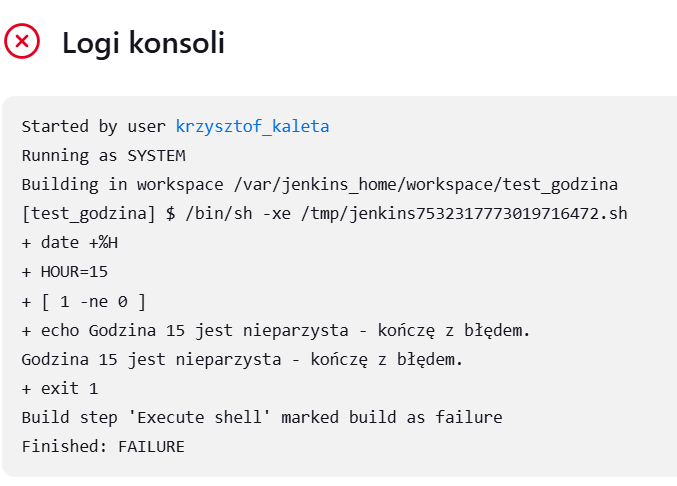 Logi konsoli
Started by user krzysztof_kaleta
Running as SYSTEM
Building in workspace /var/jenkins_home/workspace/test_godzina
[test_godzina] $ /bin/sh -xe /tmp/jenkins7532317773019716472.sh
+ date +%H
+ HOUR=15
+ [ 1 -ne 0 ]
+ echo Godzina 15 jest nieparzysta - kończę z błędem.
Godzina 15 jest nieparzysta - kończę z błędem.
+ exit 1
Build step 'Execute shell' marked build as failure
Finished: FAILURE